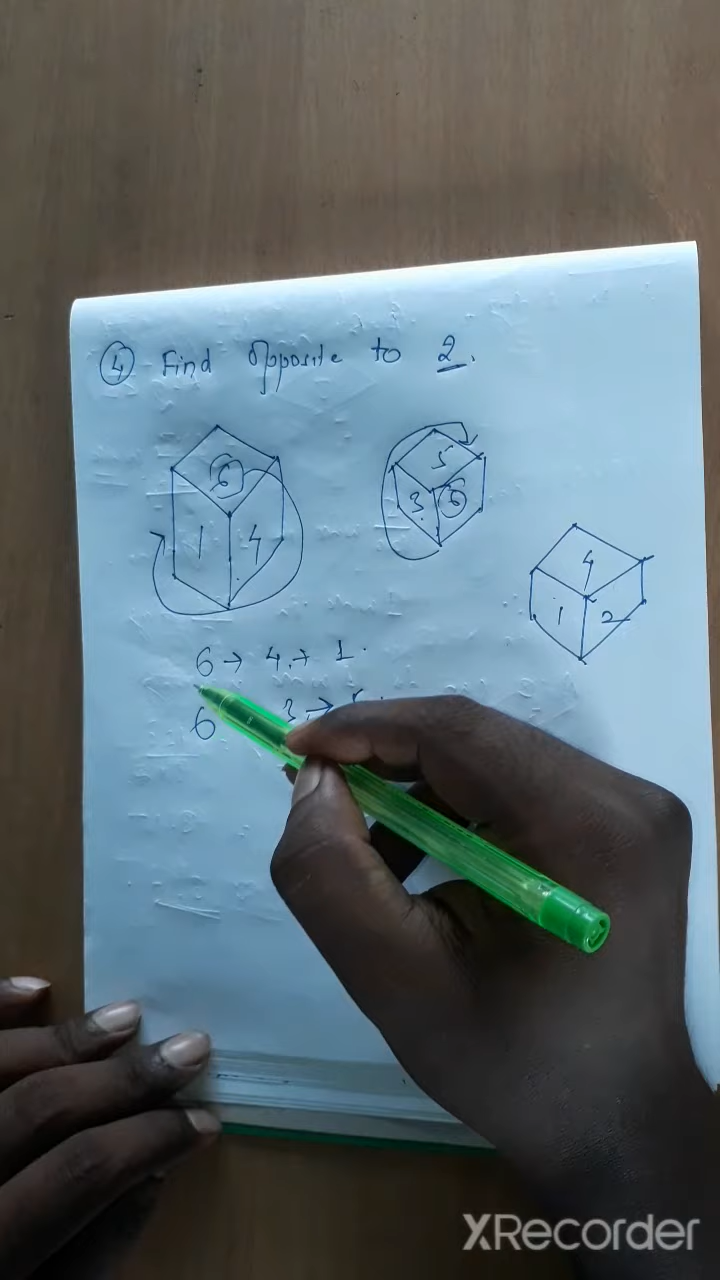 ④ Find Opposite to 2.
6
1 4
5
3 6
4
1 2
6 → 4 → 1.
6 3 →
XRecorder